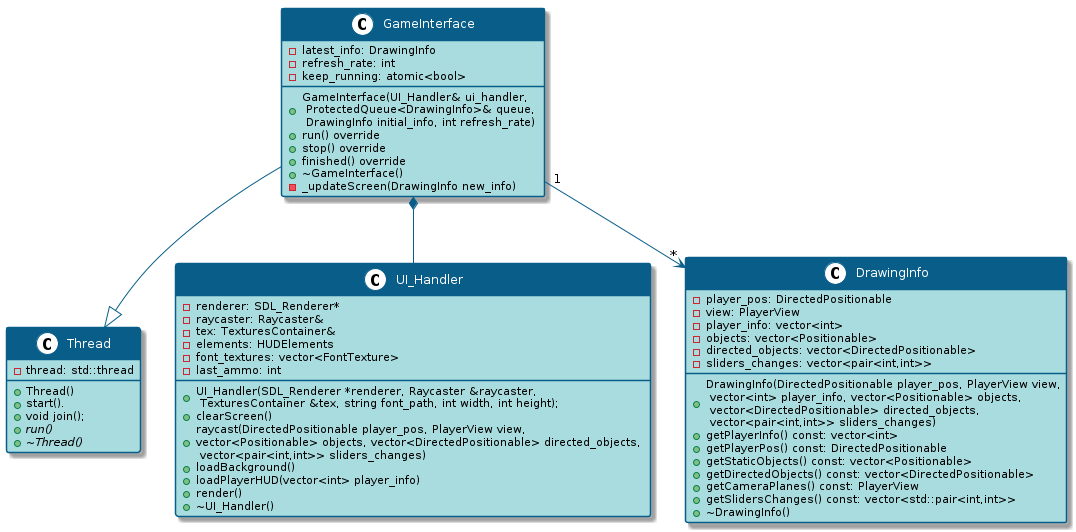 C GameInterface
latest_info: DrawingInfo
refresh_rate: int
keep_running: atomic<bool>
GameInterface(UI_Handler& ui_handler,
ProtectedQueue<DrawingInfo>& queue,
DrawingInfo initial_info, int refresh_rate)
run() override
stop() override
finished() override
~GameInterface()
_updateScreen(DrawingInfo new_info)
1
*
C Thread
thread: std::thread
Thread()
start().
void join();
run()
~Thread()
C UI_Handler
renderer: SDL_Renderer*
raycaster: Raycaster&
tex: TexturesContainer&
elements: HUDElements
font_textures: vector<FontTexture>
last_ammo: int
UI_Handler(SDL_Renderer *renderer, Raycaster &raycaster,
TexturesContainer &tex, string font_path, int width, int height);
clearScreen()
raycast(DirectedPositionable player_pos, PlayerView view,
vector<Positionable> objects, vector<DirectedPositionable> directed_objects,
vector<pair<int,int>> sliders_changes)
loadBackground()
loadPlayerHUD(vector<int> player_info)
render()
~UI_Handler()
C DrawingInfo
player_pos: DirectedPositionable
view: PlayerView
player_info: vector<int>
objects: vector<Positionable>
directed_objects: vector<DirectedPositionable>
sliders_changes: vector<pair<int,int>>
DrawingInfo(DirectedPositionable player_pos, PlayerView view,
vector<int> player_info, vector<Positionable> objects,
vector<DirectedPositionable> directed_objects,
vector<pair<int,int>> sliders_changes)
getPlayerInfo() const: vector<int>
getPlayerPos() const: DirectedPositionable
getStaticObjects() const: vector<Positionable>
getDirectedObjects() const: vector<DirectedPositionable>
getCameraPlanes() const: PlayerView
getSlidersChanges() const: vector<std::pair<int,int>>
~DrawingInfo()